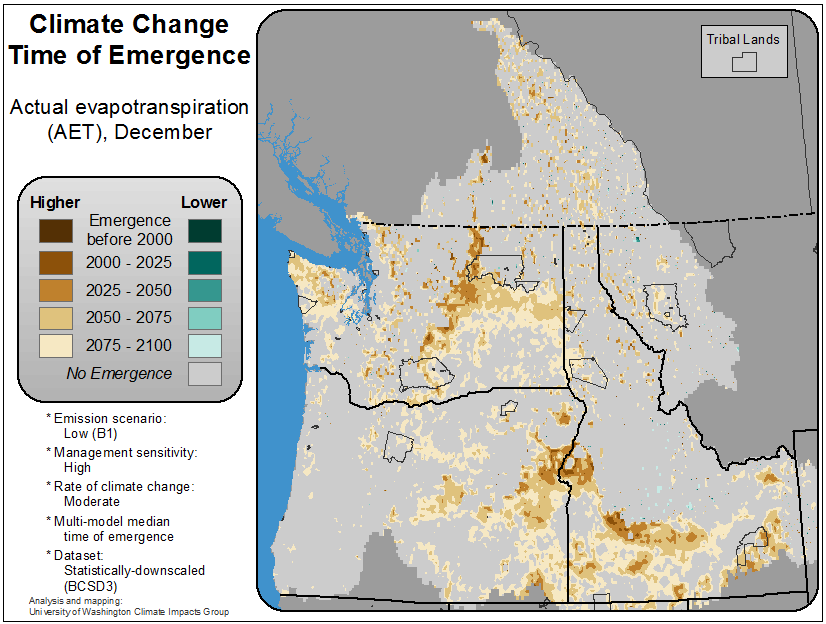 Climate Change
Time of Emergence
Actual evapotranspiration
(AET), December
Higher
Lower
Emergence
before 2000
2000 - 2025
2025 - 2050
2050 - 2075
2075 - 2100
No Emergence
* Emission scenario:
Low (B1)
* Management sensitivity:
High
* Rate of climate change:
Moderate
* Multi-model median
time of emergence
* Dataset:
Statistically-downscaled
(BCSD3)
Analysis and mapping:
University of Washington Climate Impacts Group
Tribal Lands